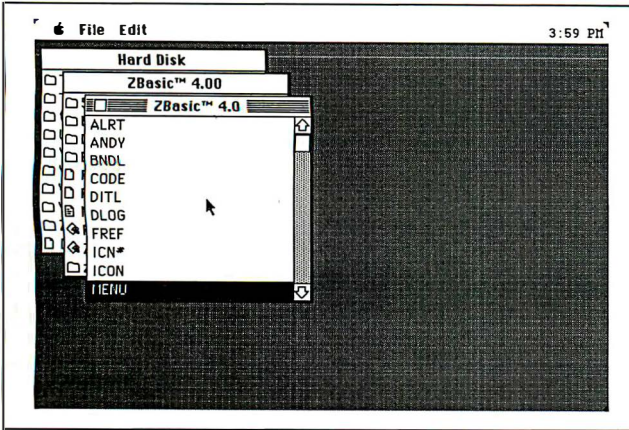 File Edit 3:59 PM
Hard Disk
ZBasic™ 4.00
ZBasic™ 4.0
ALRT
ANDY
BNDL
CODE
DITL
DLOG
FREF
ICN#
ICON
MENU